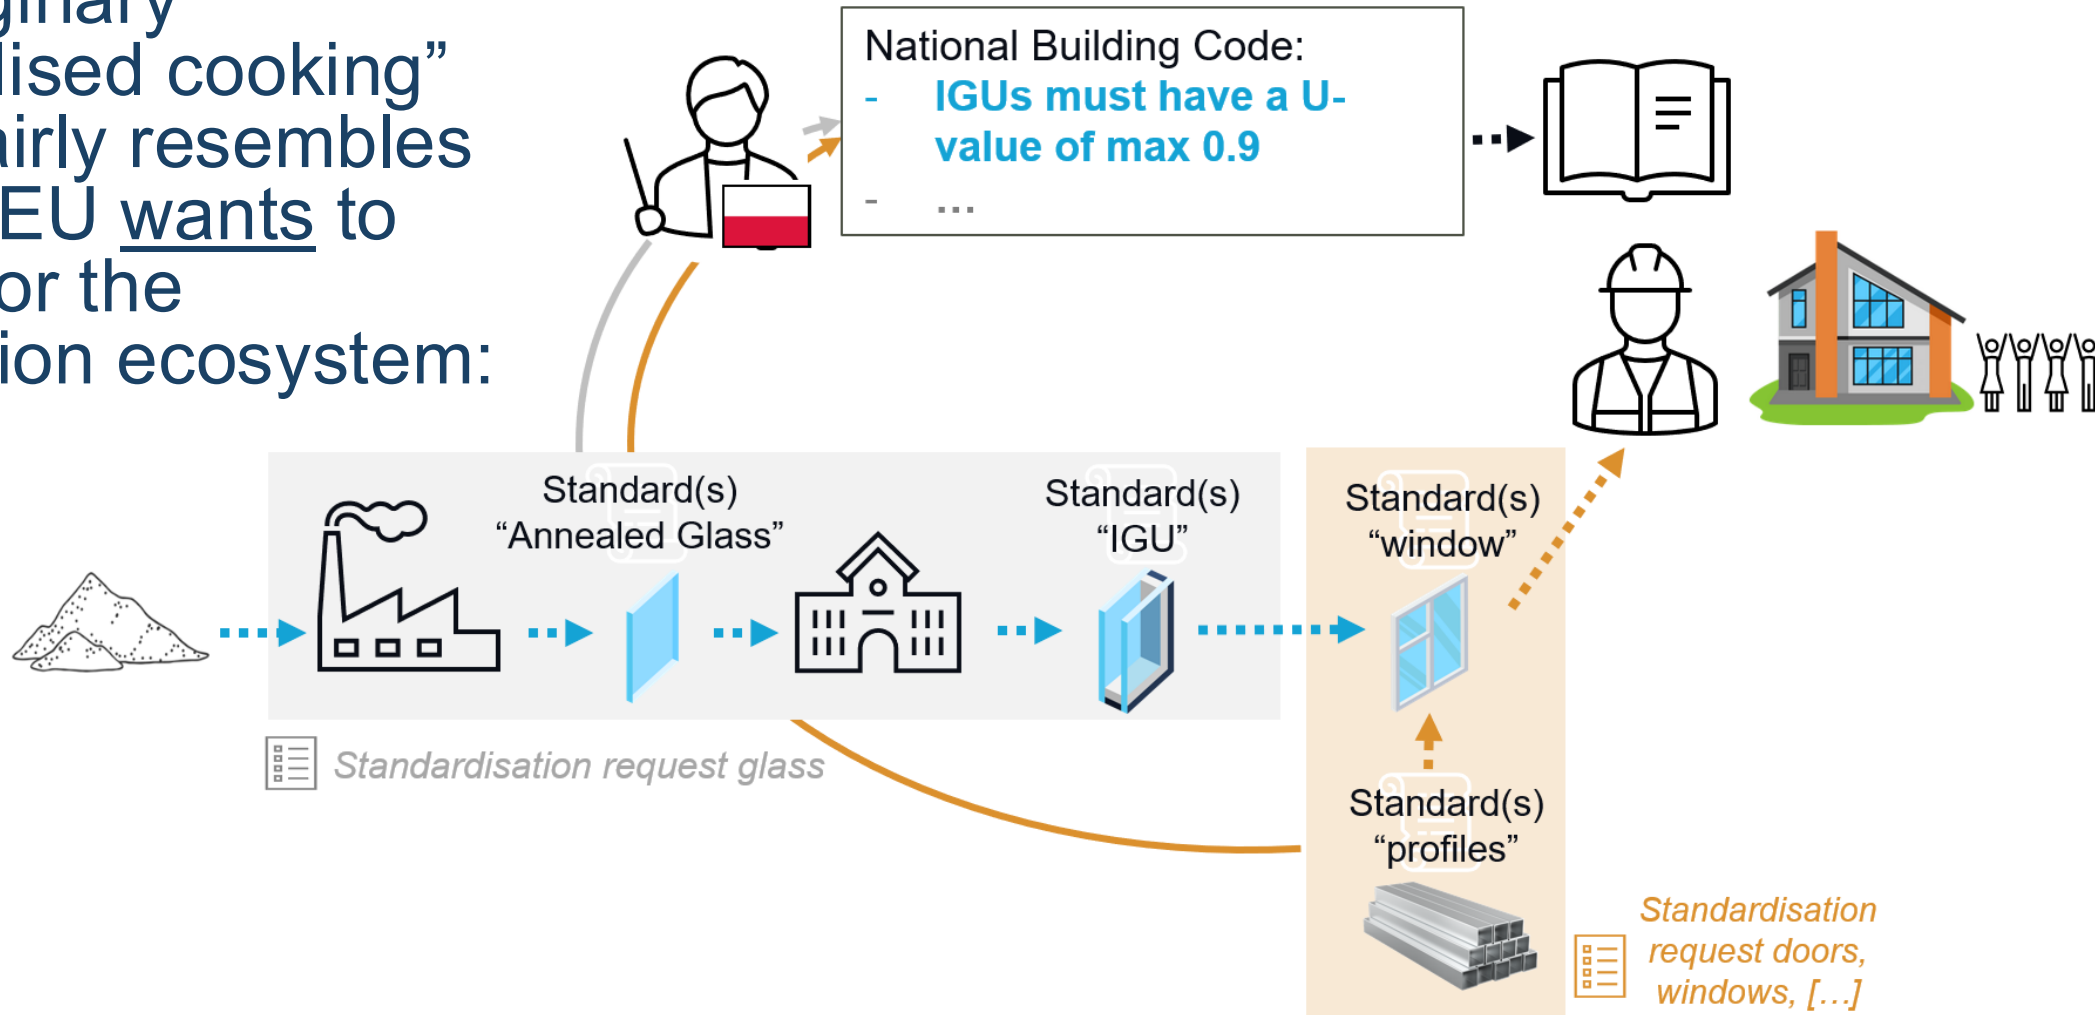 ginary
lised cooking”
airly resembles
EU wants to
or the
ion ecosystem:
National Building Code:
- IGUs must have a U-
value of max 0.9
- ...
Standard(s)
“Annealed Glass”
Standard(s)
“IGU”
Standard(s)
“window”
Standardisation request glass
Standard(s)
“profiles”
Standardisation
request doors,
windows, [...]